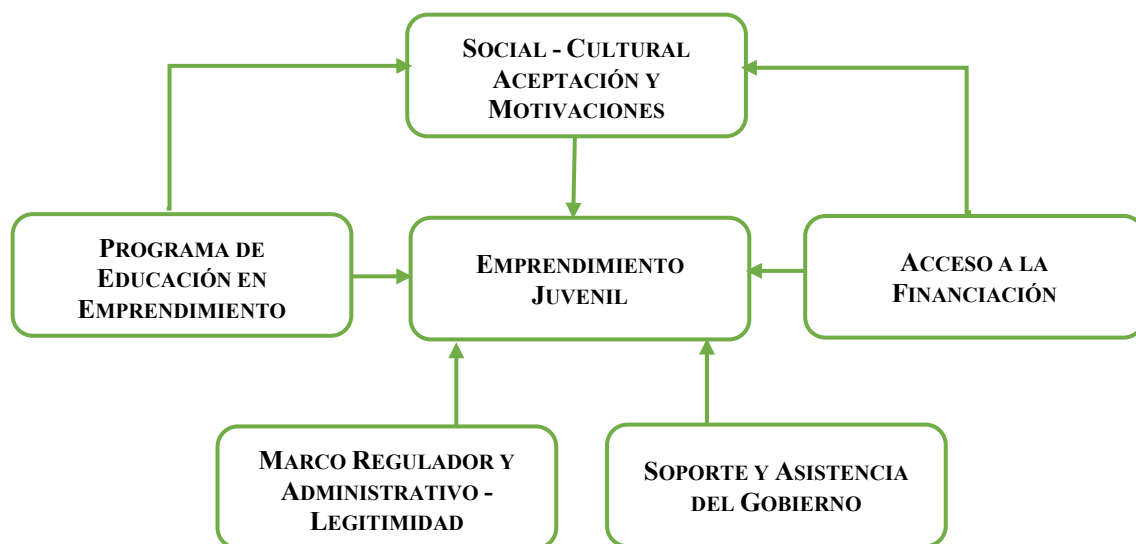 SOCIAL - CULTURAL
ACEPTACIÓN Y
MOTIVACIONES
PROGRAMA DE
EDUCACIÓN EN
EMPRENDIMIENTO
EMPRENDIMIENTO
JUVENIL
ACCESO A LA
FINANCIACIÓN
MARCO REGULADOR Y
ADMINISTRATIVO -
LEGITIMIDAD
SOPORTE Y ASISTENCIA
DEL GOBIERNO